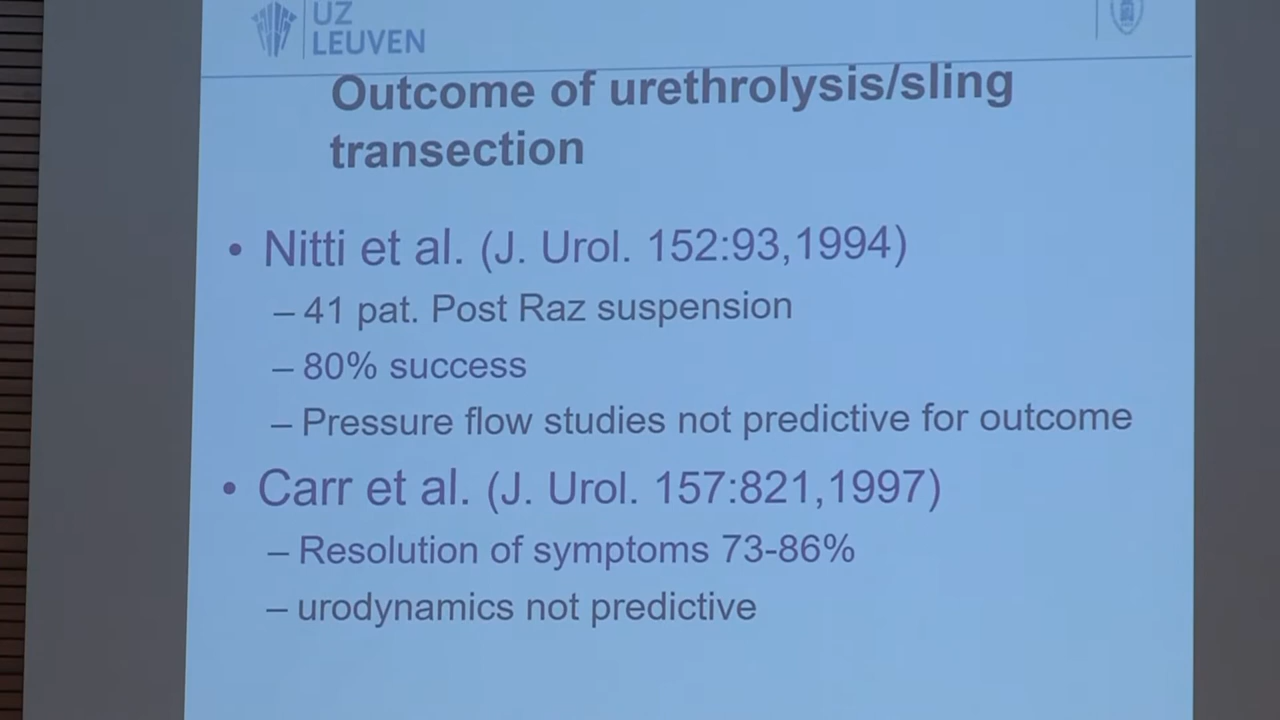 UZ
LEUVEN
Outcome of urethrolysis/sling
transection
• Nitti et al. (J. Urol. 152:93,1994)
– 41 pat. Post Raz suspension
– 80% success
– Pressure flow studies not predictive for outcome
• Carr et al. (J. Urol. 157:821,1997)
– Resolution of symptoms 73-86%
– urodynamics not predictive